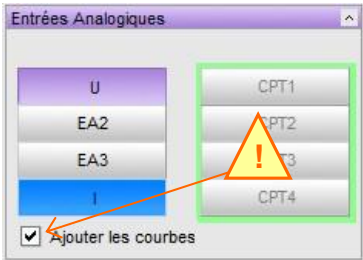 Entrées Analogiques
U
CPT1
EA2
CPT2
EA3
I
CPT4
!
Ajouter les courbes